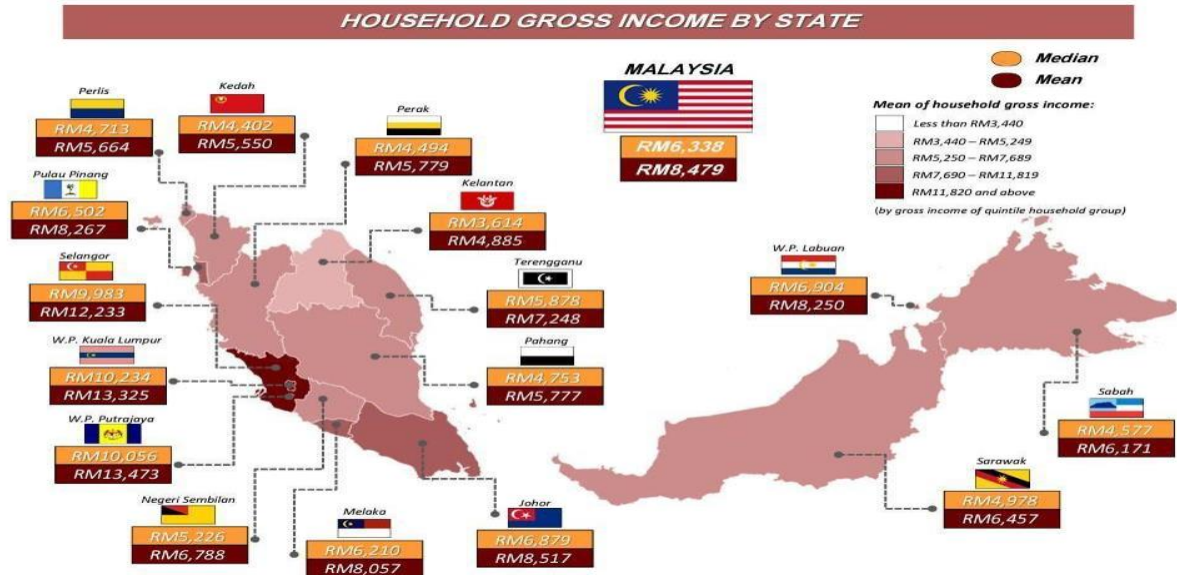 HOUSEHOLD GROSS INCOME BY STATE
Median
Mean
MALAYSIA
RM6,338
RM8,479
Mean of household gross income:
Less than RM3,440
RM3,440 – RM5,249
RM5,250 – RM7,689
RM7,690 – RM11,819
RM11,820 and above
(by gross income of quintile household group)
Perlis
RM4,713
RM5,664
Kedah
RM4,402
RM5,550
Perak
RM4,494
RM5,779
Pulau Pinang
RM6,502
RM8,267
Kelantan
RM3,614
RM4,885
Selangor
RM9,983
RM12,233
Terengganu
RM5,878
RM7,248
W.P. Kuala Lumpur
RM10,234
RM13,325
Pahang
RM4,753
RM5,777
W.P. Putrajaya
RM10,056
RM13,473
Negeri Sembilan
RM5,226
RM6,788
Melaka
RM6,210
RM8,057
Johor
RM6,879
RM8,517
W.P. Labuan
RM6,904
RM8,250
Sabah
RM4,577
RM6,171
Sarawak
RM4,978
RM6,457